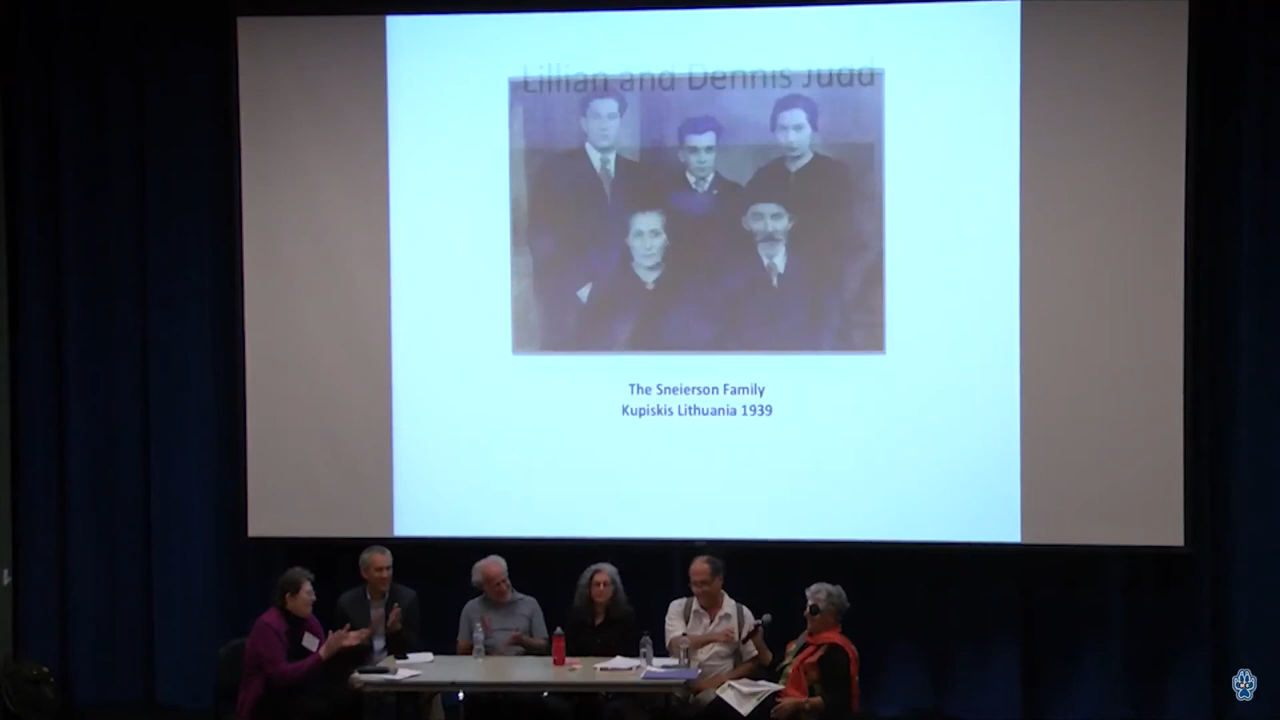 Lillian and Dennis Judd
The Sneierson Family
Kupiskis Lithuania 1939